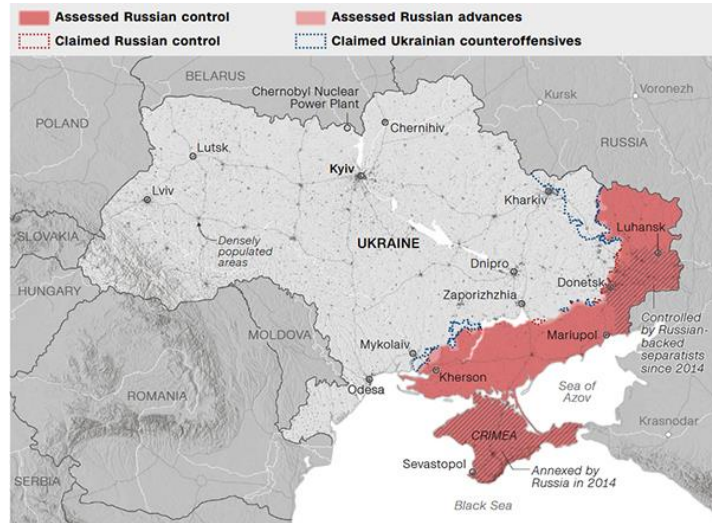 Assessed Russian control
Assessed Russian advances
Claimed Russian control
Claimed Ukrainian counteroffensives
BELARUS
Chernobyl Nuclear
Power Plant
Kursk
Voronezh
POLAND
Chernihiv
RUSSIA
Lutsk
Kyiv
Lviv
Kharkiv
Luhansk
SLOVAKIA
Densely
populated
areas
UKRAINE
Dnipro
Donetsk
HUNGARY
Zaporizhzhia
Controlled
by Russian-
backed
separatists
since 2014
MOLDOVA
Mykolaiv
Mariupol
Kherson
Odesa
Sea of
Azov
ROMANIA
CRIMEA
Krasnodar
Sevastopol
Annexed by
Russia in 2014
SERBIA
Black Sea